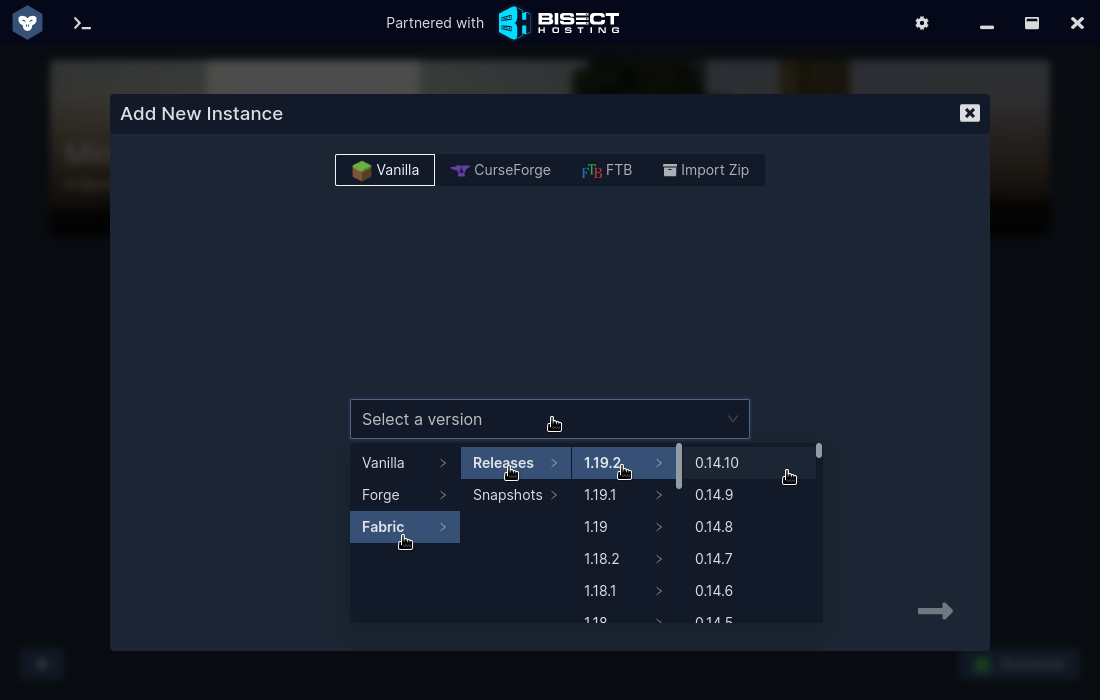 Partnered with BISECT HOSTING
Add New Instance
Vanilla CurseForge FTB Import Zip
Select a version
Vanilla Releases 1.19.2 0.14.10
Forge Snapshots 1.19.1 0.14.9
Fabric 1.19 0.14.8
1.18.2 0.14.7
1.18.1 0.14.6
1.18 0.14.5